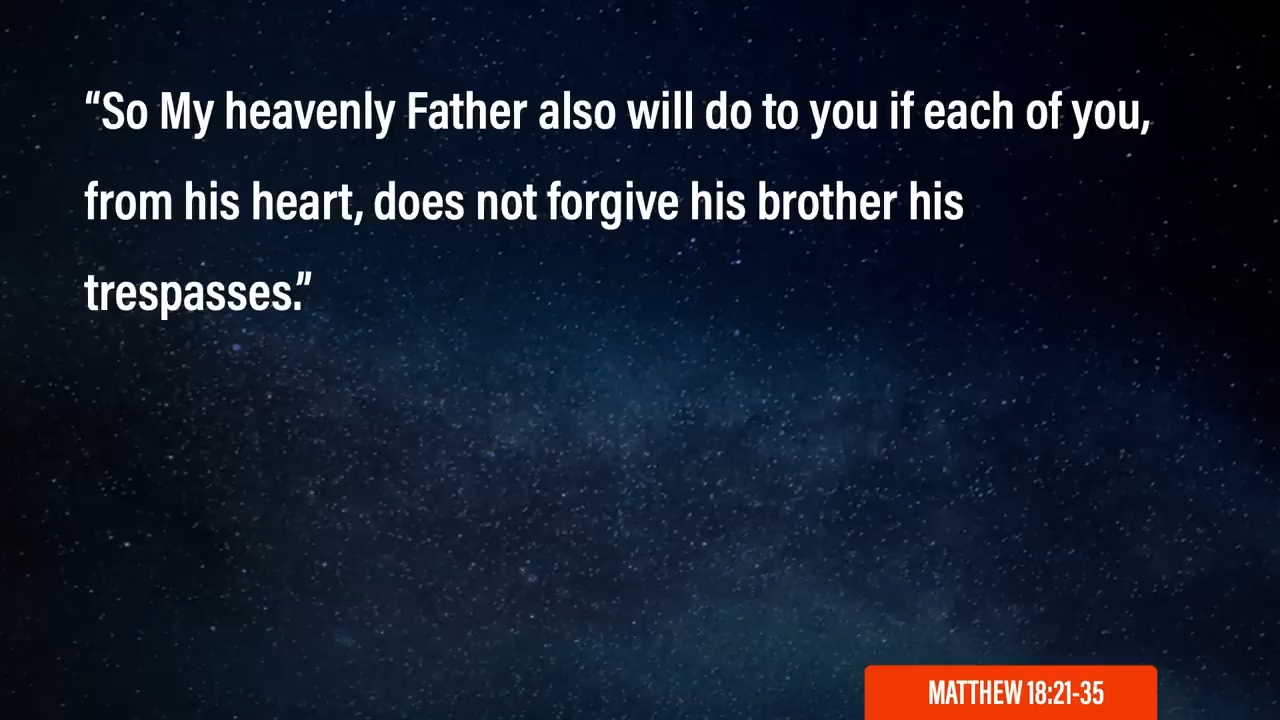 “So My heavenly Father also will do to you if each of you,
from his heart, does not forgive his brother his
trespasses.”
MATTHEW 18:21-35